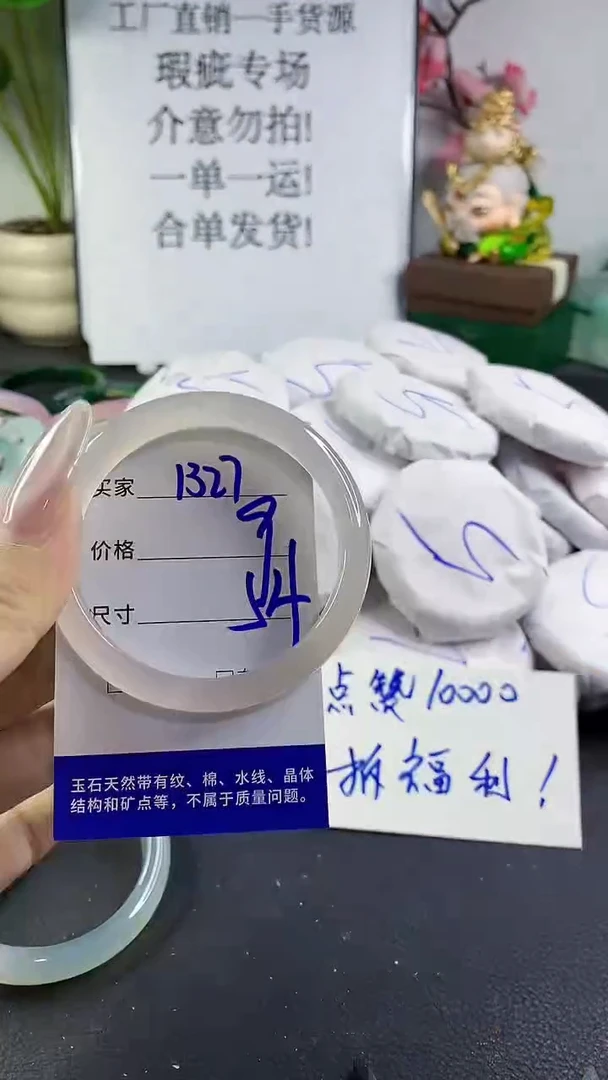 工厂直销一手货源
瑕疵专场
介意勿拍!
一单一运!
合单发货!
买家 1327
价格 9
尺寸 54
玉石天然带有纹、棉、水线、晶体
结构和矿点等，不属于质量问题。
点赞10000
拆福利!